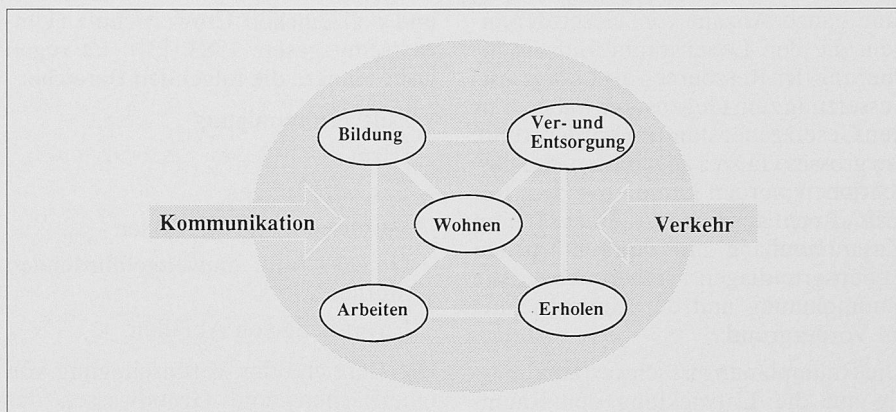 Bildung
Ver- und
Entsorgung
Kommunikation
Wohnen
Verkehr
Arbeiten
Erholen